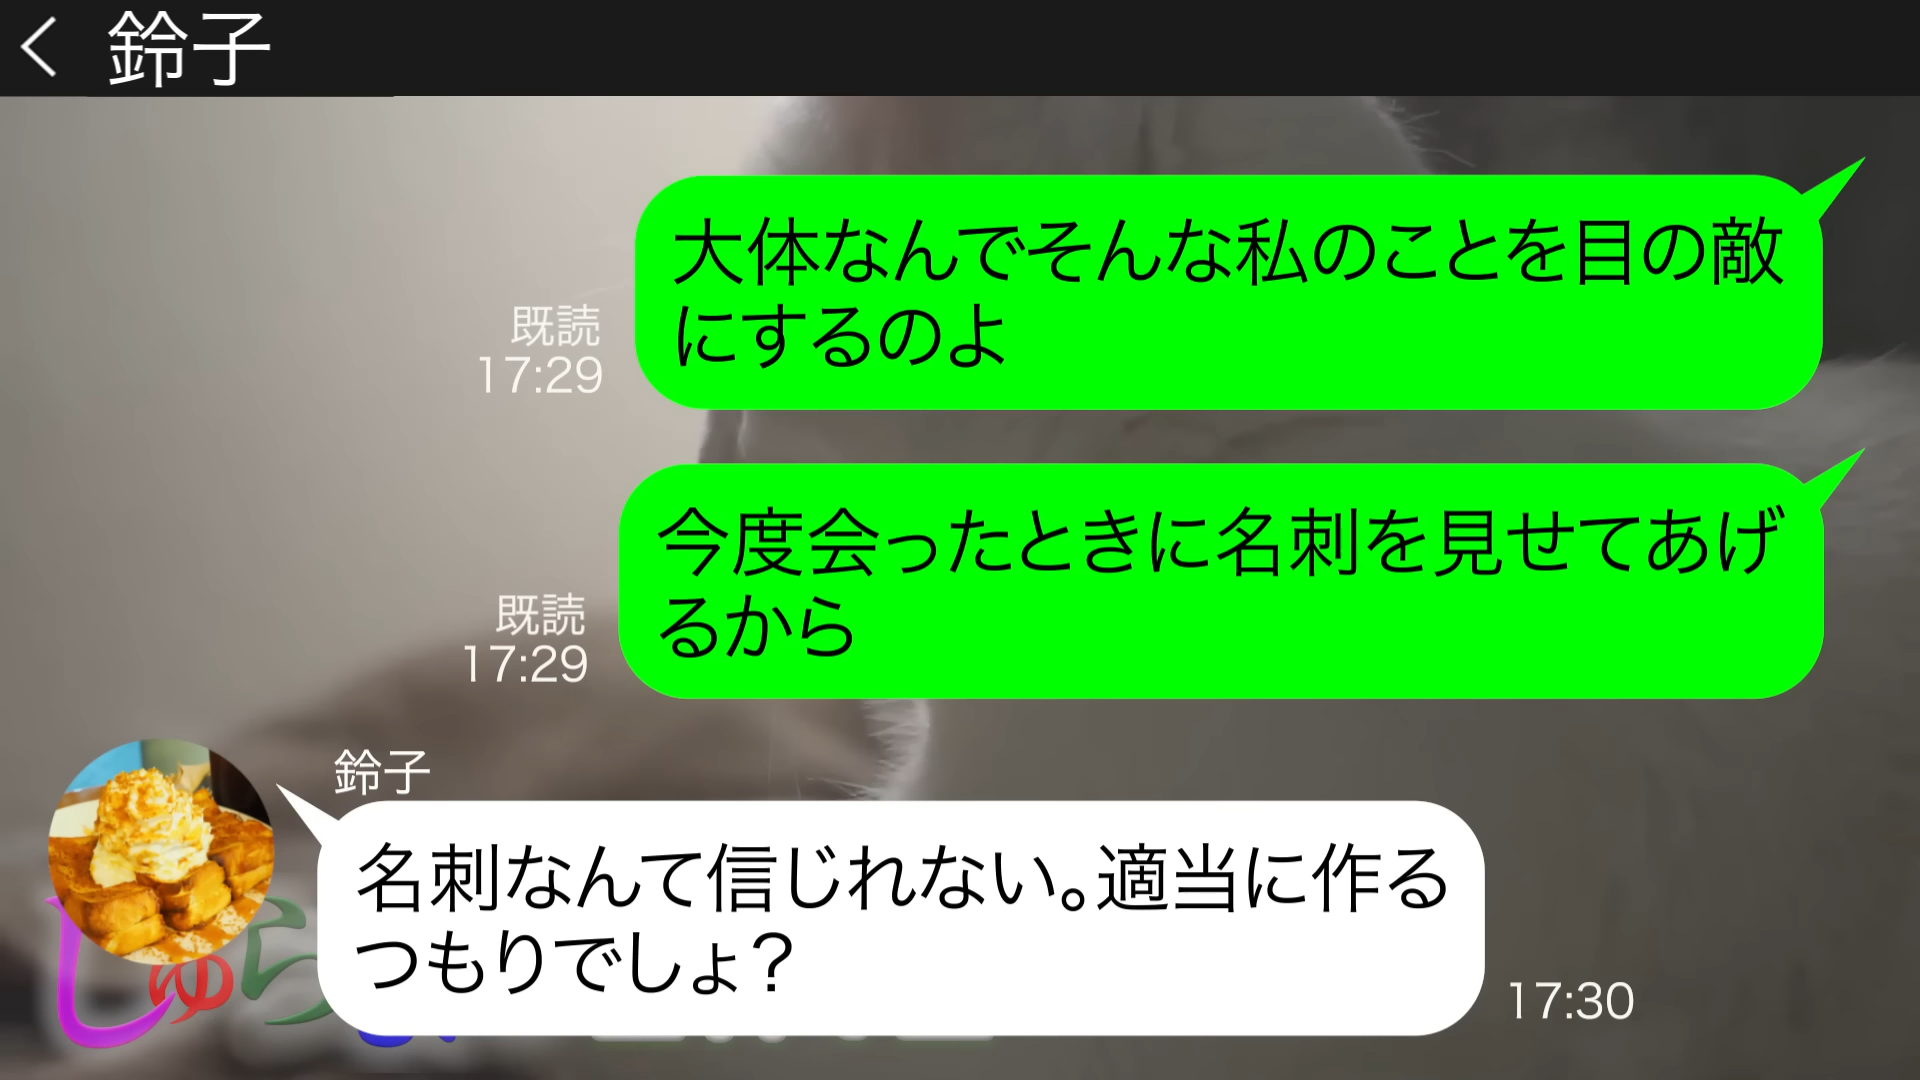 鈴子
大体なんでそんな私のことを目の敵
にするのよ
既読
17:29
今度会ったときに名刺を見せてあげ
るから
既読
17:29
鈴子
名刺なんて信じれない。適当に作る
つもりでしょ？
17:30
しゅら